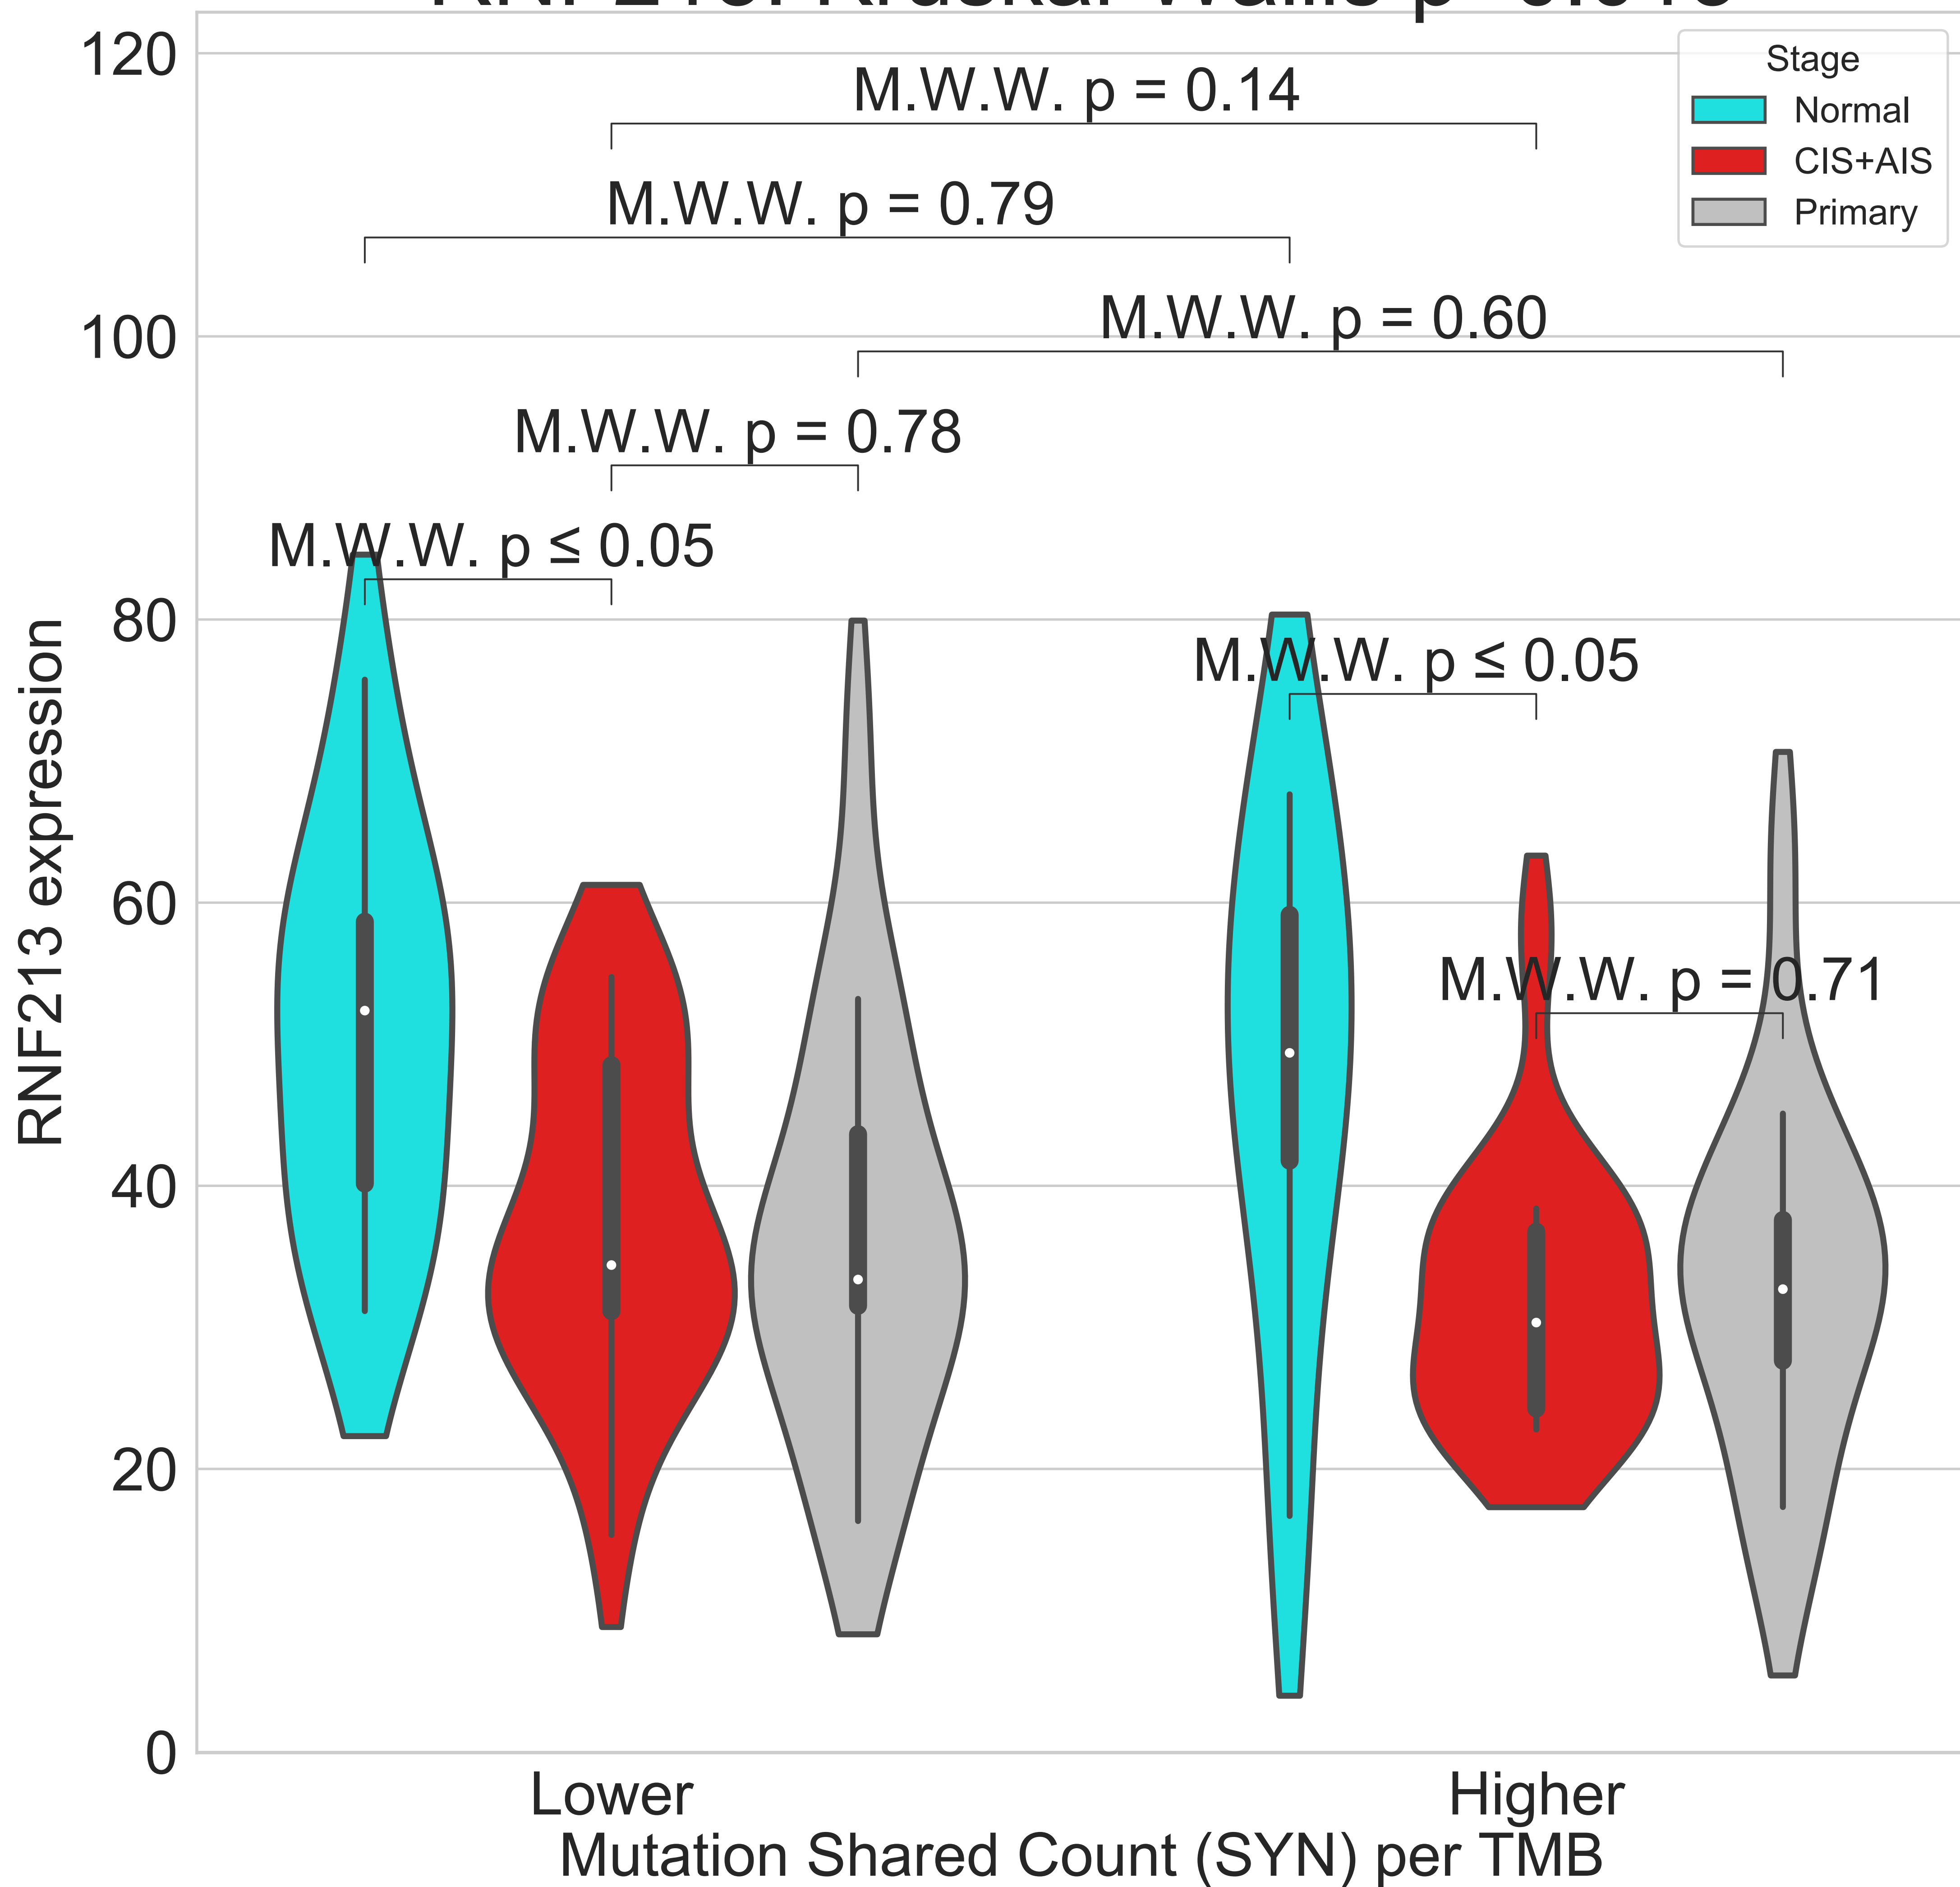 120
M.W.W. p = 0.14
Stage
Normal
CIS+AIS
Primary
M.W.W. p = 0.79
100
M.W.W. p = 0.60
M.W.W. p = 0.78
M.W.W. p ≤ 0.05
80
M.W.W. p ≤ 0.05
60
M.W.W. p = 0.71
40
20
0
RNF213 expression
Lower
Higher
Mutation Shared Count (SYN) per TMB